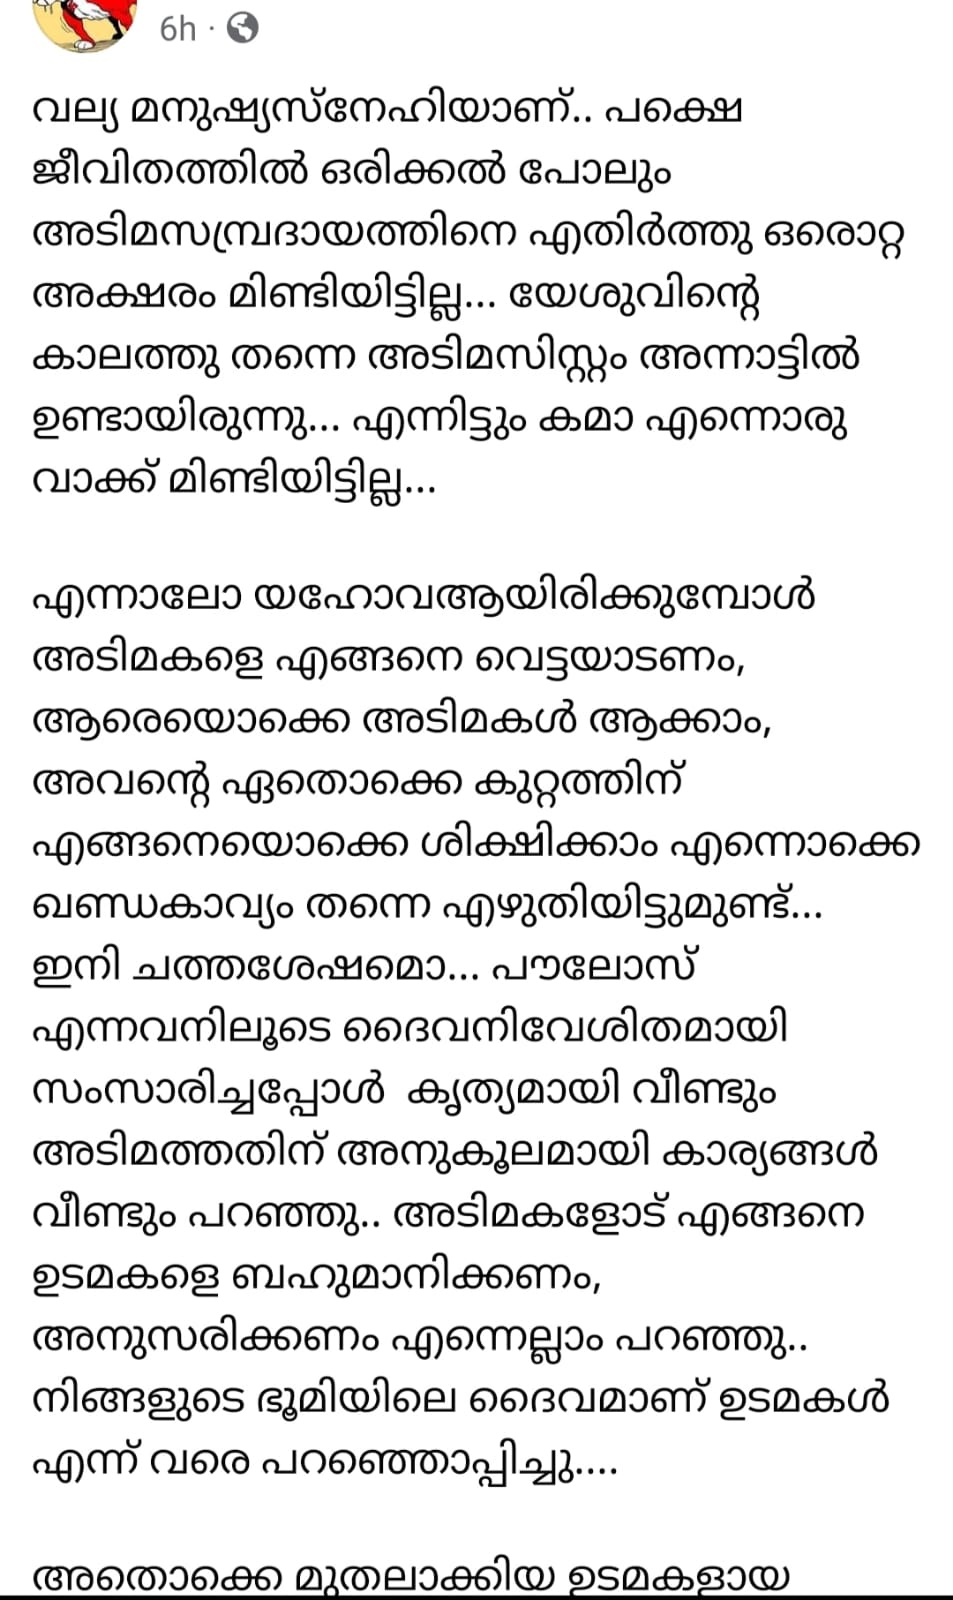 6h ·
വല്യ മനുഷ്യസ്നേഹിയാണ്.. പക്ഷെ
ജീവിതത്തിൽ ഒരിക്കൽ പോലും
അടിമസമ്പ്രദായത്തിനെ എതിർത്തു ഒരൊറ്റ
അക്ഷരം മിണ്ടിയിട്ടില്ല... യേശുവിന്റെ
കാലത്തു തന്നെ അടിമസിസ്റ്റം അന്നാട്ടിൽ
ഉണ്ടായിരുന്നു... എന്നിട്ടും കമാ എന്നൊരു
വാക്ക് മിണ്ടിയിട്ടില്ല...
എന്നാലോ യഹോവആയിരിക്കുമ്പോൾ
അടിമകളെ എങ്ങനെ വെട്ടയാടണം,
ആരെയൊക്കെ അടിമകൾ ആക്കാം,
അവന്റെ ഏതൊക്കെ കുറ്റത്തിന്
എങ്ങനെയൊക്കെ ശിക്ഷിക്കാം എന്നൊക്കെ
ഖണ്ഡകാവ്യം തന്നെ എഴുതിയിട്ടുമുണ്ട്...
ഇനി ചത്തശേഷമൊ... പൗലോസ്
എന്നവനിലൂടെ ദൈവനിവേശിതമായി
സംസാരിച്ചപ്പോൾ  കൃത്യമായി വീണ്ടും
അടിമത്തതിന് അനുകൂലമായി കാര്യങ്ങൾ
വീണ്ടും പറഞ്ഞു.. അടിമകളോട് എങ്ങനെ
ഉടമകളെ ബഹുമാനിക്കണം,
അനുസരിക്കണം എന്നെല്ലാം പറഞ്ഞു..
നിങ്ങളുടെ ഭൂമിയിലെ ദൈവമാണ് ഉടമകൾ
എന്ന് വരെ പറഞ്ഞൊപ്പിച്ചു....
അതൊക്കെ മുതലാക്കിയ ഉടമകളായ